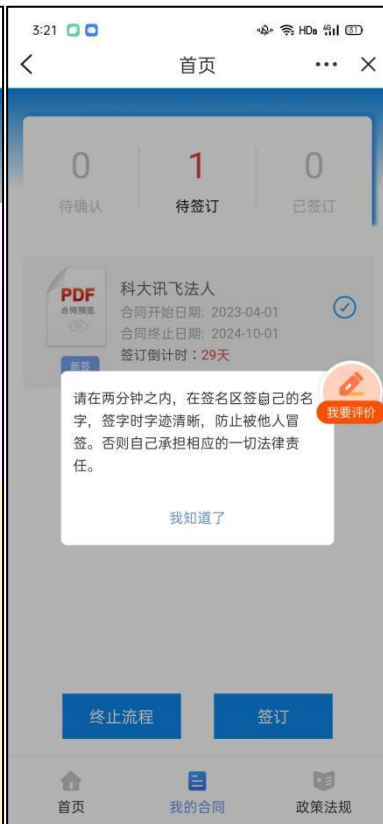 3:21
HD 4G 31
首页
0
1
0
待确认
待签订
已签订
PDF
合同预览
新签
科大讯飞法人
合同开始日期: 2023-04-01
合同终止日期: 2024-10-01
签订倒计时：29天
我要评价
请在两分钟之内，在签名区签自己的名
字，签字时字迹清晰，防止被他人冒
签。否则自己承担相应的一切法律责
任。
我知道了
终止流程
签订
首页
我的合同
政策法规